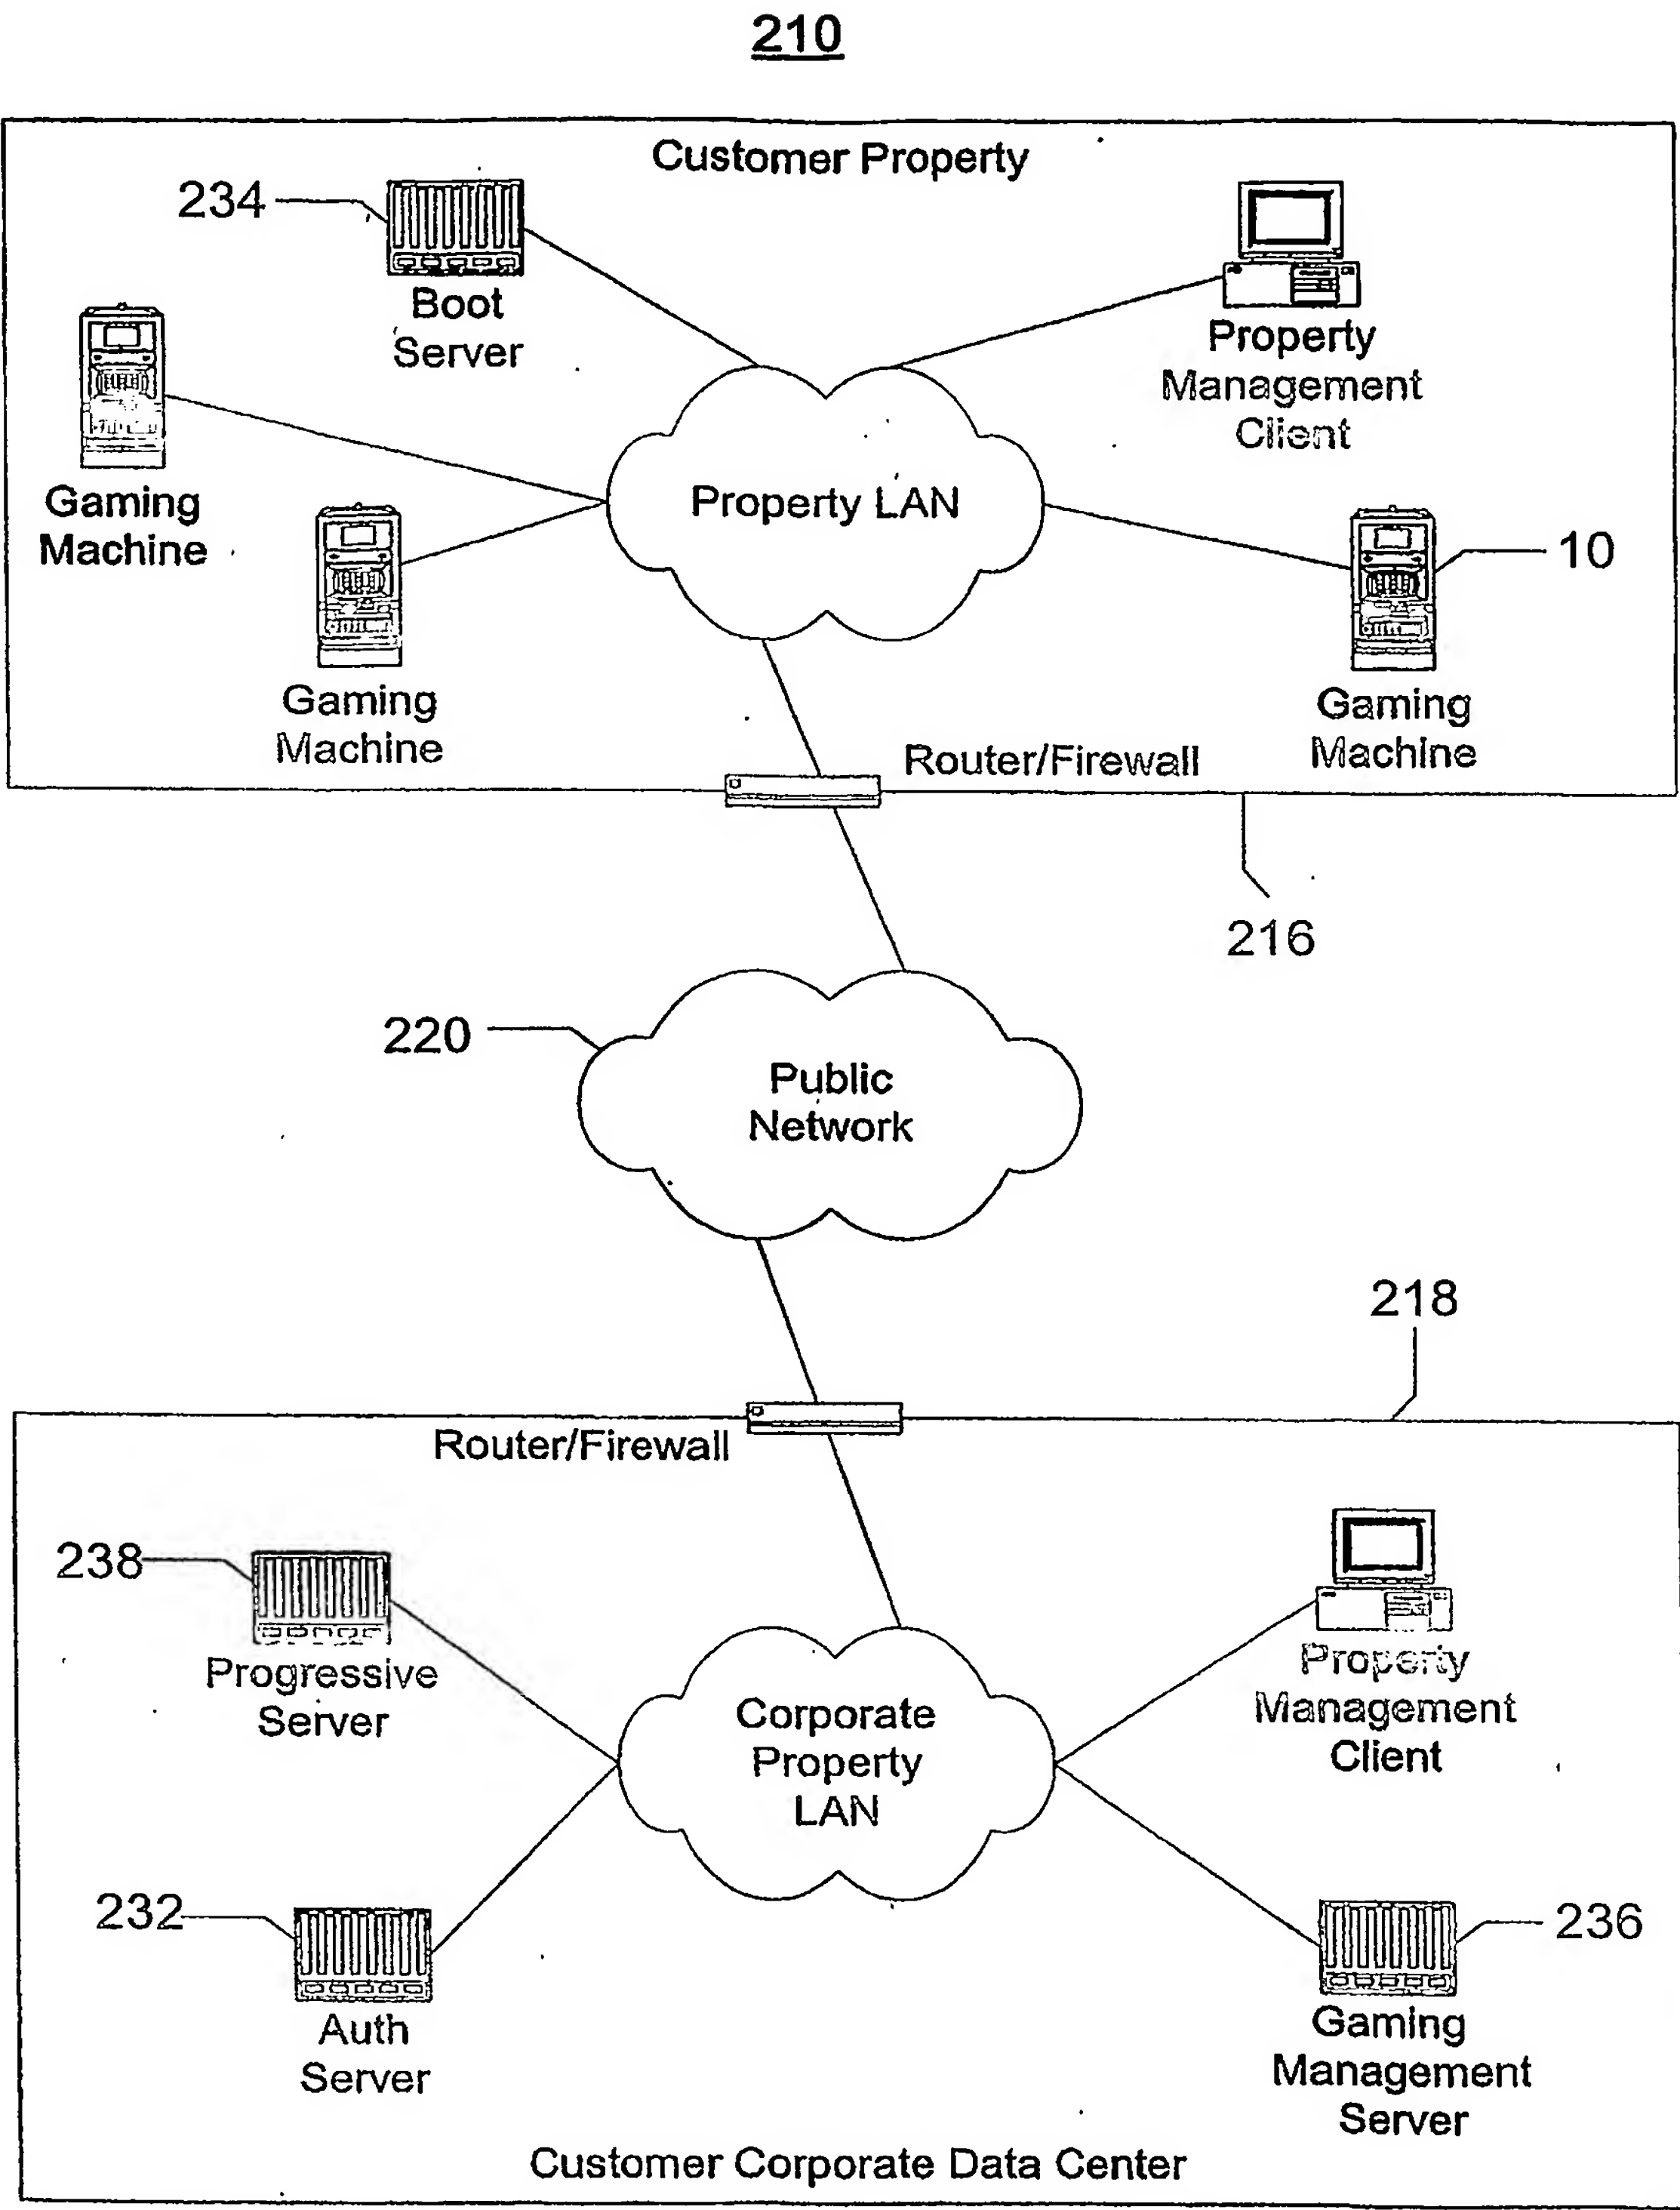 210
Customer Property
234
Boot
Server
Property
Management
Client
Gaming
Machine
Property LAN
10
Gaming
Machine
Gaming
Machine
Router/Firewall
216
220
Public
Network
218
Router/Firewall
238
Progressive
Server
Property
Management
Client
Corporate
Property
LAN
232
Auth
Server
236
Gaming
Management
Server
Customer Corporate Data Center